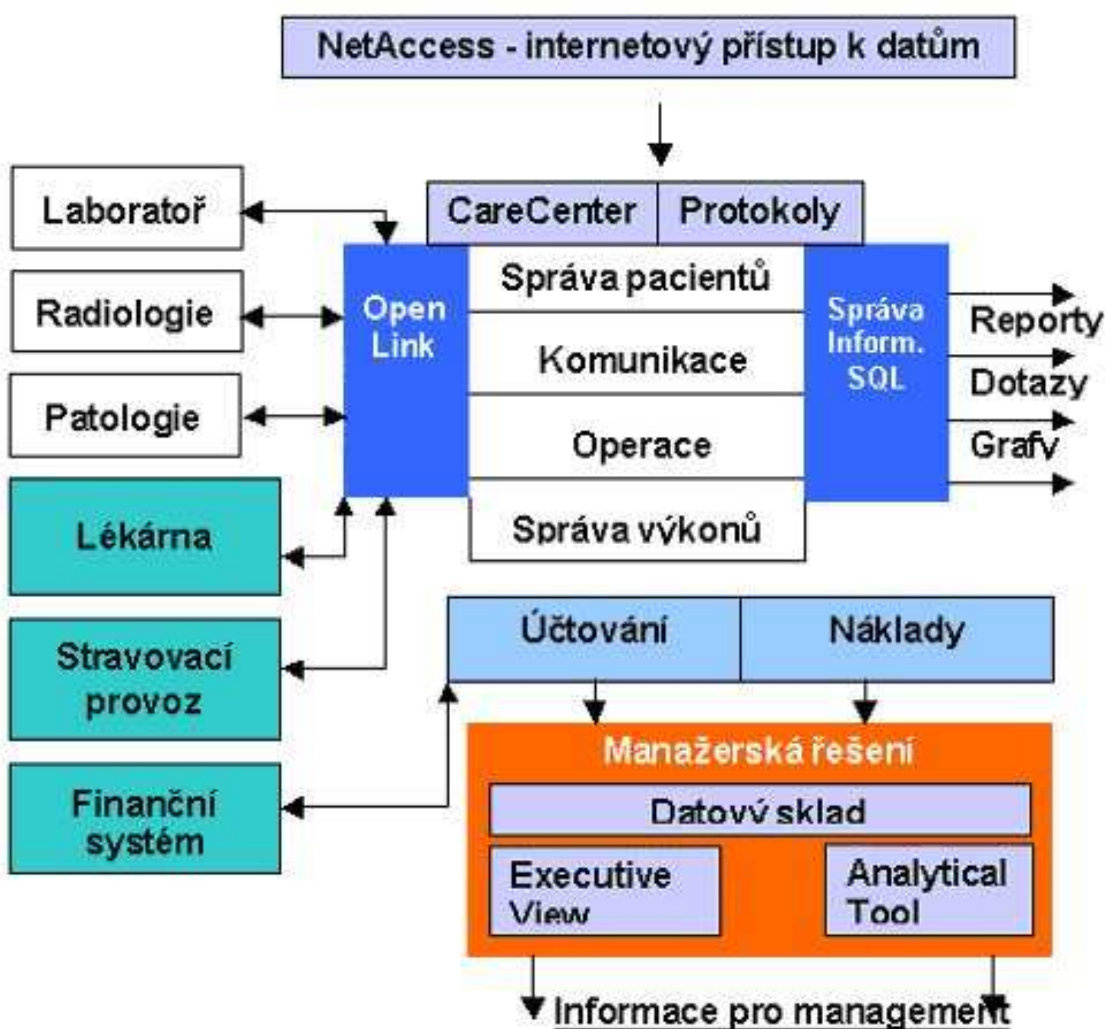 NetAccess - internetový přístup k datům
CareCenter
Protokoly
Laboratoř
Radiologie
Patologie
Lékárna
Stravovací
provoz
Finanční
systém
Open
Link
Správa pacientů
Komunikace
Operace
Správa výkonů
Správa
Inform.
SQL
Reporty
Dotazy
Grafy
Účtování
Náklady
Manažerská řešení
Datový sklad
Executive
View
Analytical
Tool
Informace pro management